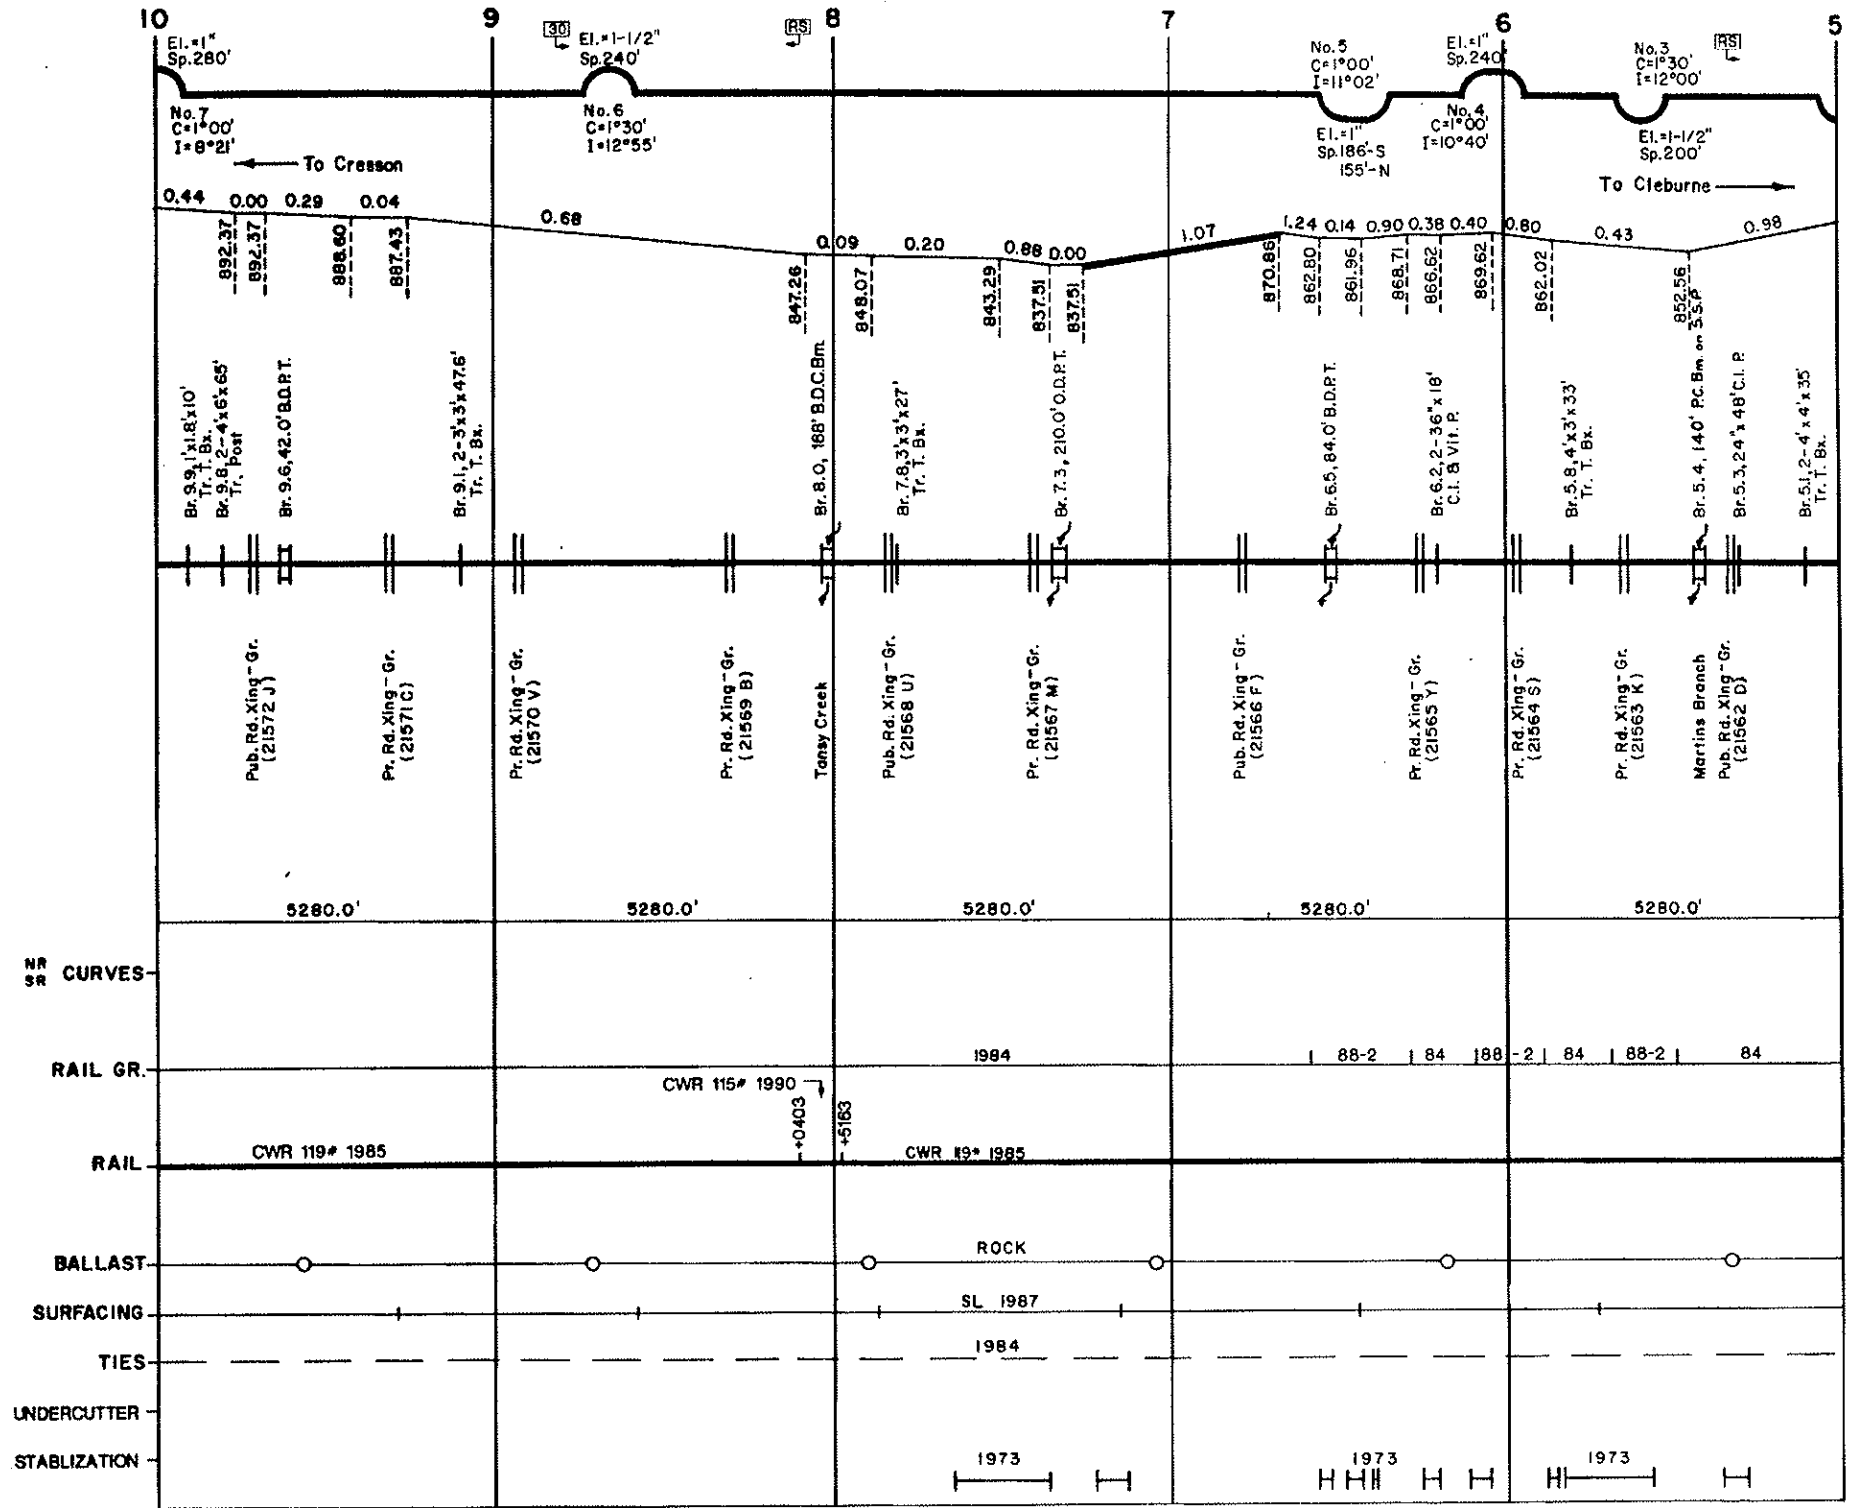 10
9
8
7
6
5
30
RS
RS
El.=1"
Sp.280'
El.=1-1/2"
Sp.240'
No.5
C=1°00'
I=11°02'
El.=1"
Sp.240'
No.3
C=1°30'
I=12°00'
No.7
C=1°00'
I=8°21'
No.6
C=1°30'
I=12°55'
El.=1"
Sp.186'-S
155'-N
No.4
C=1°00'
I=10°40'
El.=1-1/2"
Sp.200'
To Cresson
To Cleburne
0.44 0.00 0.29 0.04 0.68 0.09 0.20 0.88 0.00 1.07 1.24 0.14 0.90 0.38 0.40 0.80 0.43 0.98
892.37
892.37
888.60
887.43
847.26
848.07
843.29
837.51
837.51
870.86
862.80
861.96
868.71
866.62
869.62
862.02
852.56
Br.9.9,1'x1.8'x10'
Tr. T. Bx.
Br.9.8,2-4'x6'x65'
Tr. Post
Br.9.6,42.0'B.D.P.T.
Br.9.1,2-3'x3'x47.6'
Tr. T. Bx.
Br.8.0, 168' B.D.C.Bm.
Br.7.8,3'x3'x27'
Tr. T. Bx.
Br.7.3, 210.0'O.D.P.T.
Br.6.5,84.0'B.D.P.T.
Br.6.2,2-36"x18'
C.I. & Vit. P.
Br.5.8,4'x3'x33'
Tr. T. Bx.
Br.5.4, 140' P.C. Bm. on S.S.P.
Br.5.3,24"x48'C.I. P.
Br.5.1,2-4'x4'x35'
Tr. T. Bx.
Pub. Rd. Xing-Gr.
(21572 J)
Pr. Rd. Xing-Gr.
(21571 C)
Pr. Rd. Xing-Gr.
(21570 V)
Pr. Rd. Xing-Gr.
(21569 B)
Tansy Creek
Pub. Rd. Xing-Gr.
(21568 U)
Pr. Rd. Xing-Gr.
(21567 M)
Pub. Rd. Xing-Gr.
(21566 F)
Pr. Rd. Xing-Gr.
(21565 Y)
Pr. Rd. Xing-Gr.
(21564 S)
Pr. Rd. Xing-Gr.
(21563 K)
Martins Branch
Pub. Rd. Xing-Gr.
(21562 D)
5280.0' 5280.0' 5280.0' 5280.0' 5280.0'
NR
SR
CURVES
RAIL GR.
1984 88-2 84 88-2 84 88-2 84
CWR 115# 1990
+0403
+5163
RAIL
CWR 119# 1985
CWR 119# 1985
BALLAST
ROCK
SURFACING
SL 1987
TIES
1984
UNDERCUTTER
STABLIZATION
1973 1973 1973